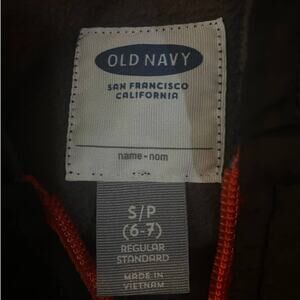 OLD NAVY
SAN FRANCISCO
CALIFORNIA
name - nom
S/P
(6-7)
REGULAR
STANDARD
MADE IN
VIETNAM